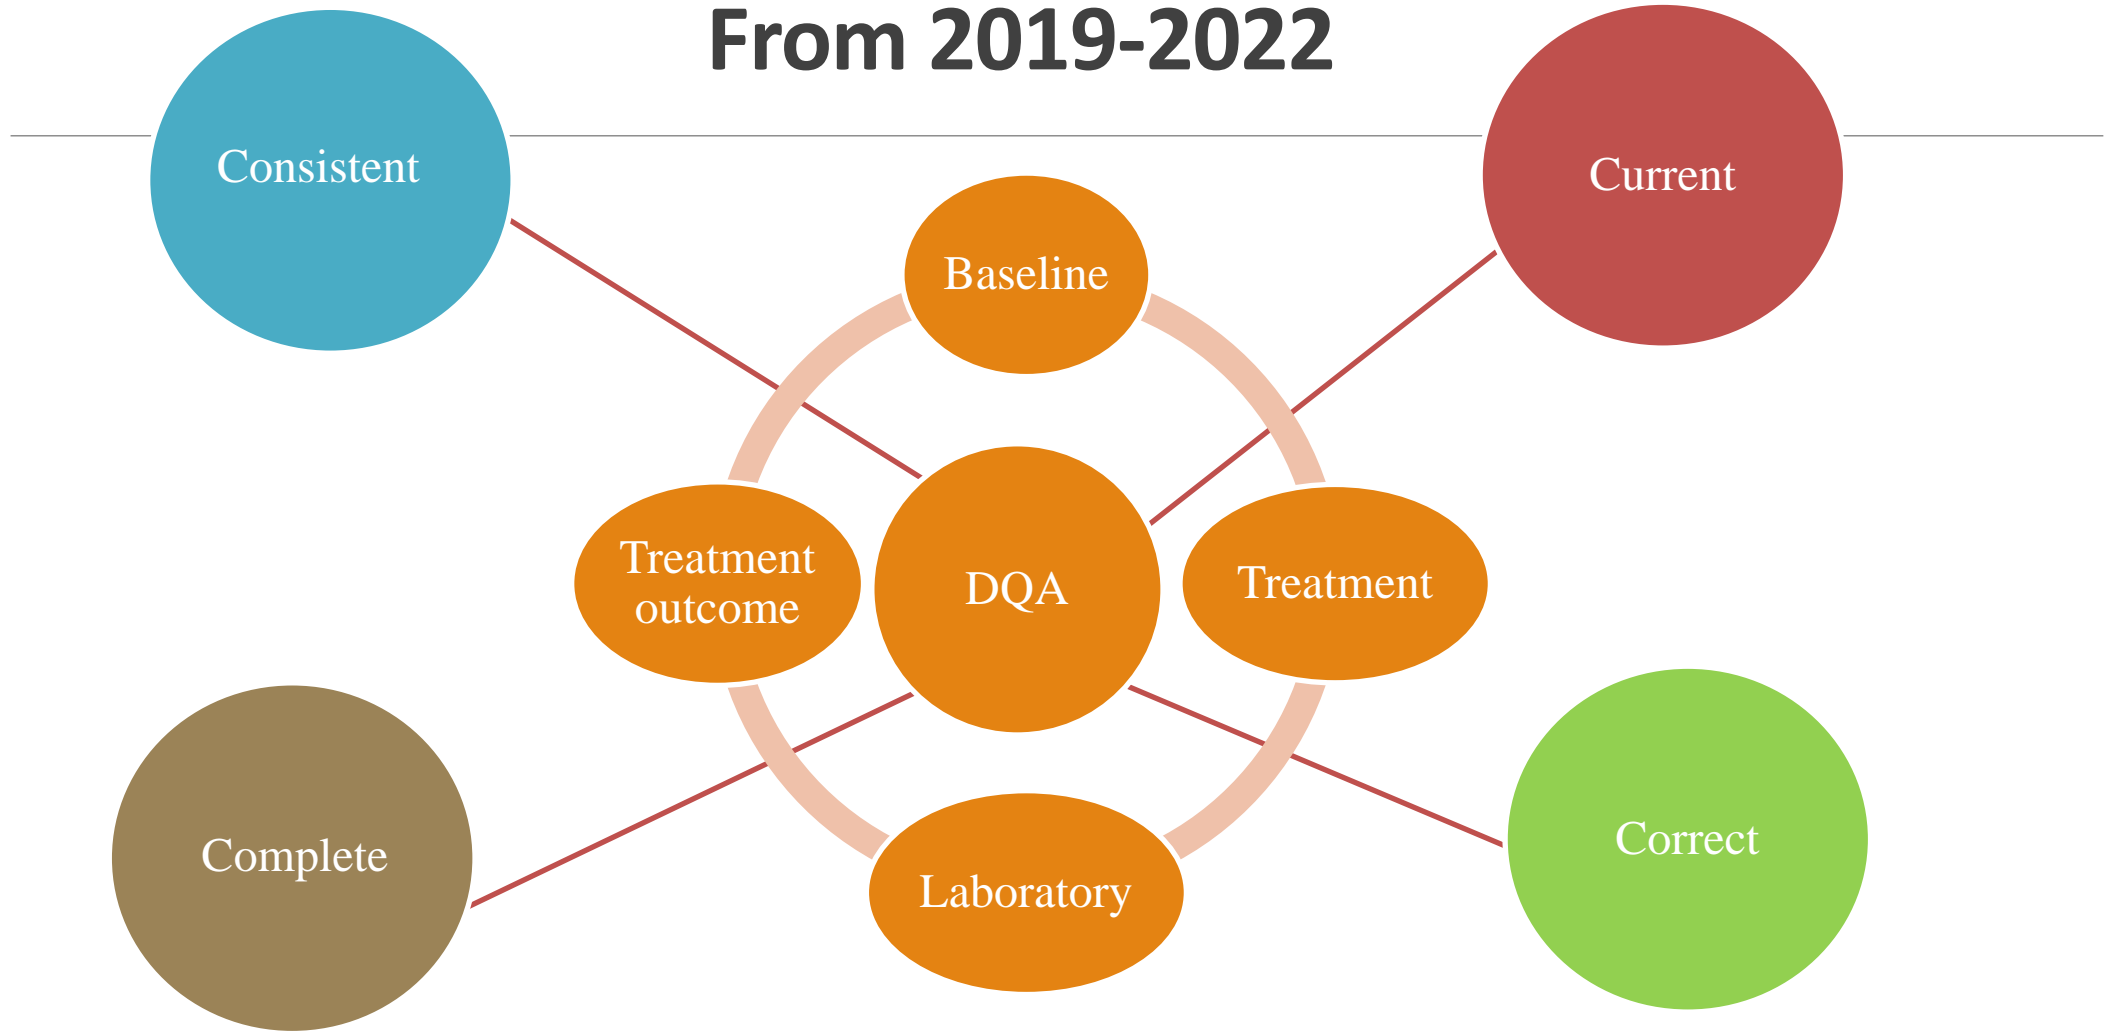 From 2019-2022
Consistent
Current
Baseline
Treatment
outcome
DQA
Treatment
Complete
Laboratory
Correct